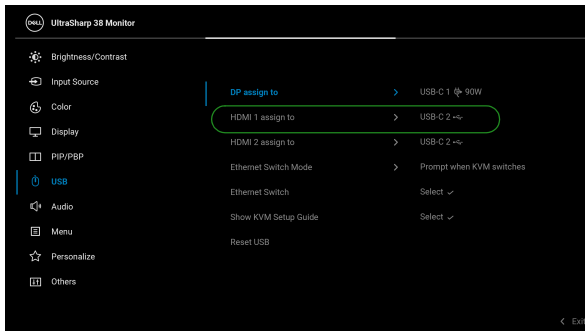 DELL UltraSharp 38 Monitor
Brightness/Contrast
Input Source
Color
Display
PIP/PBP
USB
Audio
Menu
Personalize
Others
DP assign to > USB-C 1 90W
HDMI 1 assign to > USB-C 2
HDMI 2 assign to > USB-C 2
Ethernet Switch Mode > Prompt when KVM switches
Ethernet Switch Select ✓
Show KVM Setup Guide Select ✓
Reset USB
< Exit